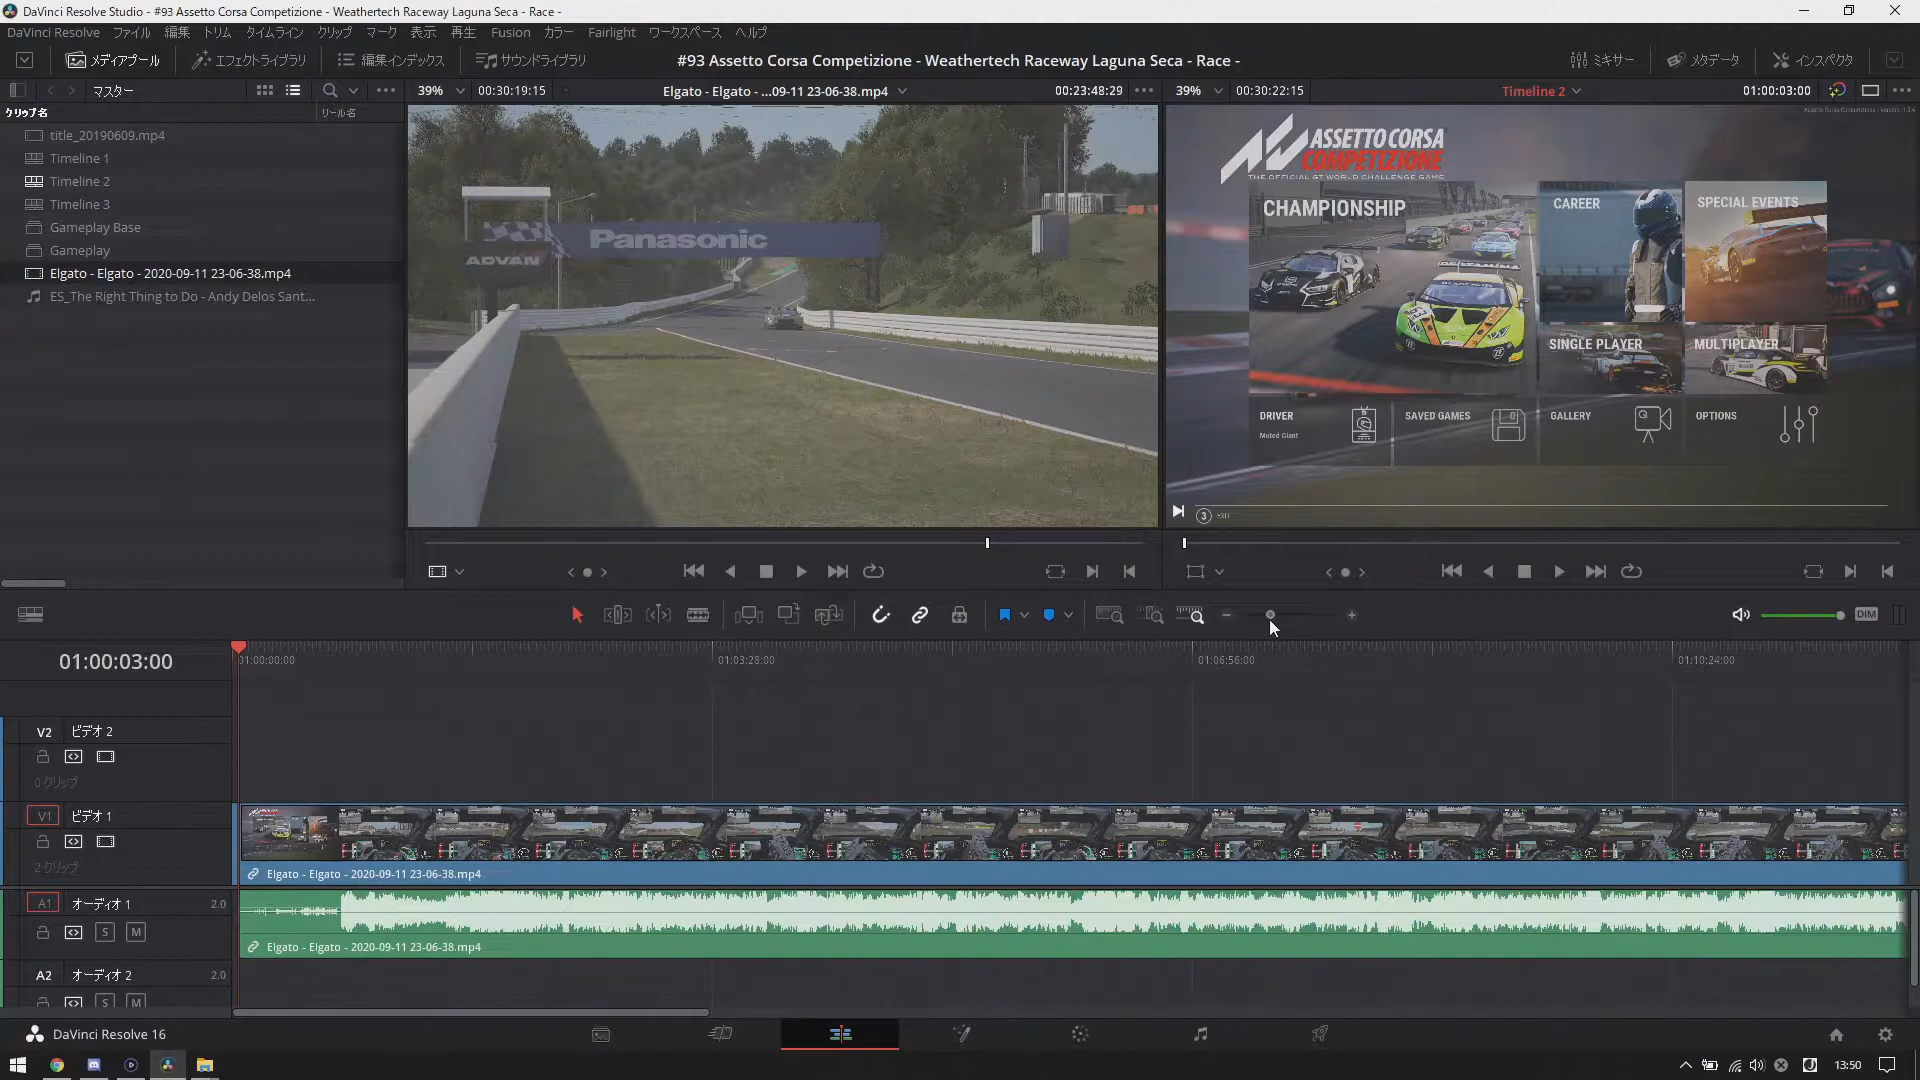 DaVinci Resolve Studio - #93 Assetto Corsa Competizione - Weathertech Raceway Laguna Seca - Race -
DaVinci Resolve ファイル 編集 トリム タイムライン クリップ マーク 表示 再生 Fusion カラー Fairlight ワークスペース ヘルプ
メディアプール エフェクトライブラリ 編集インデックス サウンドライブラリ #93 Assetto Corsa Competizione - Weathertech Raceway Laguna Seca - Race - ミキサー メタデータ インスペクタ
マスター 39% 00:30:19:15 Elgato - Elgato - ...09-11 23-06-38.mp4 00:23:48:29 39% 00:30:22:15 Timeline 2 01:00:03:00
クリップ名 リール名
title_20190609.mp4
Timeline 1
Timeline 2
Timeline 3
Gameplay Base
Gameplay
Elgato - Elgato - 2020-09-11 23-06-38.mp4
ES_The Right Thing to Do - Andy Delos Sant...
Panasonic
ADVAN
ASSETTO CORSA
COMPETIZIONE
THE OFFICIAL GT WORLD CHALLENGE GAME
CHAMPIONSHIP
CAREER
SPECIAL EVENTS
SINGLE PLAYER
MULTIPLAYER
DRIVER
Muted Giant
SAVED GAMES
GALLERY
OPTIONS
3 EXIT
DIM
01:00:03:00
01:00:00:00 01:03:28:00 01:06:56:00 01:10:24:00
V2 ビデオ 2
0 クリップ
V1 ビデオ 1
2 クリップ
Elgato - Elgato - 2020-09-11 23-06-38.mp4
A1 オーディオ 1 2.0
S M
Elgato - Elgato - 2020-09-11 23-06-38.mp4
A2 オーディオ 2 2.0
S M
DaVinci Resolve 16
13:50